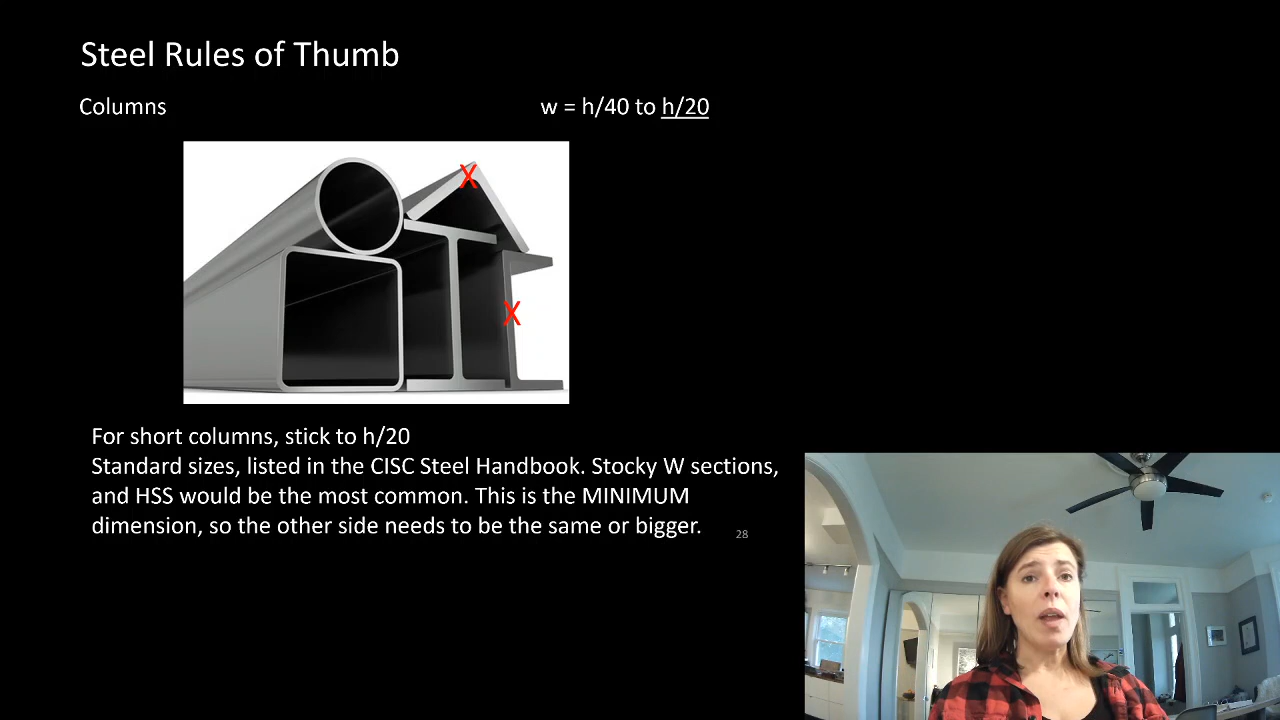 Steel Rules of Thumb
Columns
w = h/40 to h/20
X
X
For short columns, stick to h/20
Standard sizes, listed in the CISC Steel Handbook. Stocky W sections,
and HSS would be the most common. This is the MINIMUM
dimension, so the other side needs to be the same or bigger.
28